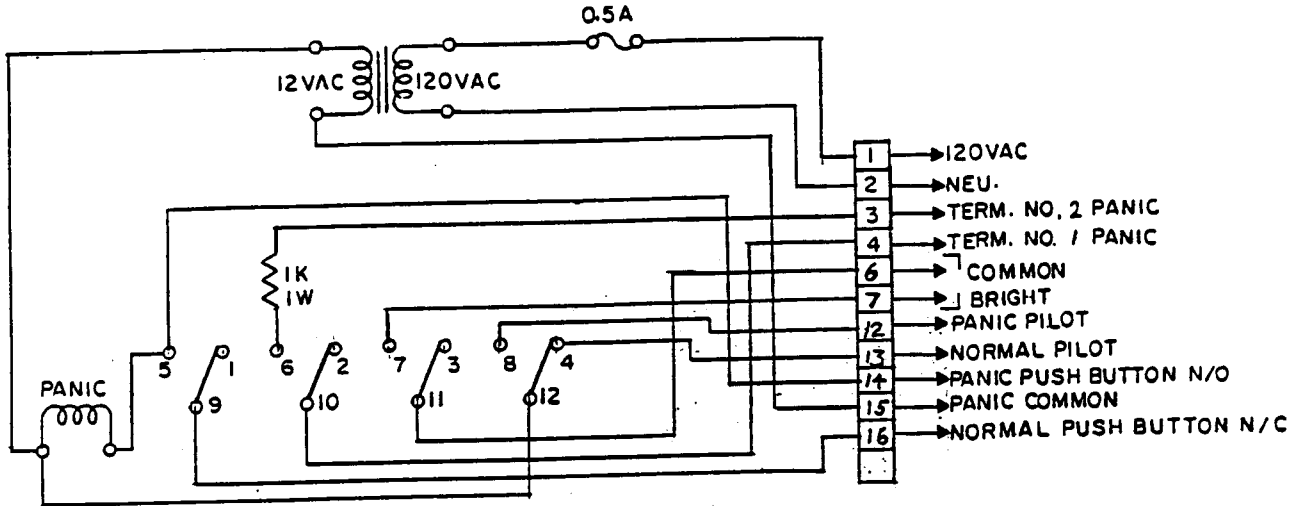 0.5A
12VAC
120VAC
1
120VAC
2
NEU.
3
TERM. NO, 2 PANIC
4
TERM. NO. 1 PANIC
6
COMMON
7
BRIGHT
12
PANIC PILOT
13
NORMAL PILOT
14
PANIC PUSH BUTTON N/O
15
PANIC COMMON
16
NORMAL PUSH BUTTON N/C
1K
1W
PANIC
5
1
6
2
7
3
8
4
9
10
11
12